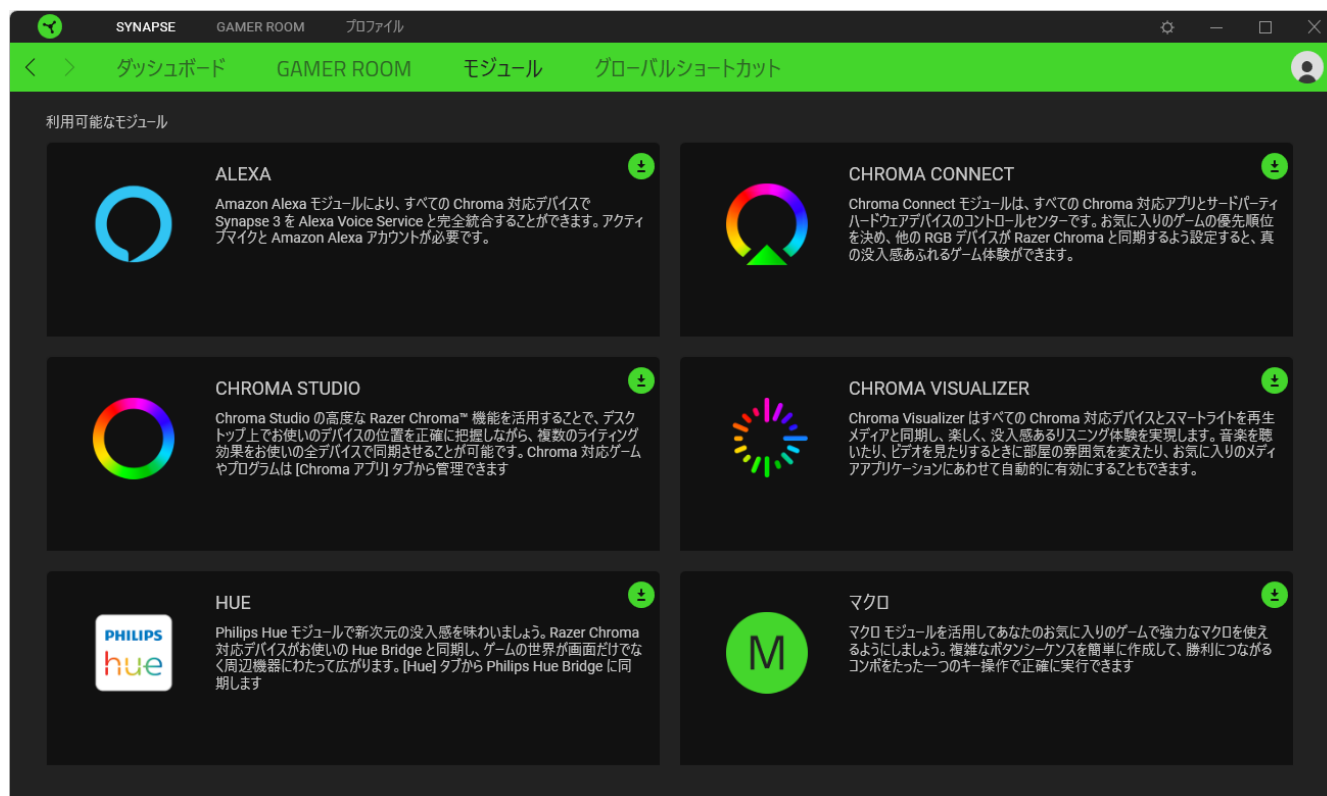 SYNAPSE GAMER ROOM プロファイル
ダッシュボード GAMER ROOM モジュール グローバルショートカット
利用可能なモジュール
ALEXA
Amazon Alexa モジュールにより、すべての Chroma 対応デバイスで
Synapse 3 を Alexa Voice Service と完全統合することができます。アクティ
ブマイクと Amazon Alexa アカウントが必要です。
CHROMA CONNECT
Chroma Connect モジュールは、すべての Chroma 対応アプリとサードパーティ
ハードウェアデバイスのコントロールセンターです。お気に入りのゲームの優先順位
を決め、他の RGB デバイスが Razer Chroma と同期するよう設定すると、真
の没入感あふれるゲーム体験ができます。
CHROMA STUDIO
Chroma Studio の高度な Razer Chroma™ 機能を活用することで、デスク
トップ上でお使いのデバイスの位置を正確に把握しながら、複数のライティング
効果をお使いの全デバイスで同期させることが可能です。Chroma 対応ゲーム
やプログラムは [Chroma アプリ] タブから管理できます
CHROMA VISUALIZER
Chroma Visualizer はすべての Chroma 対応デバイスとスマートライトを再生
メディアと同期し、楽しく、没入感あるリスニング体験を実現します。音楽を聴
いたり、ビデオを見たりするときに部屋の雰囲気を変えたり、お気に入りのメディ
アアプリケーションにあわせて自動的に有効にすることもできます。
PHILIPS
hue
HUE
Philips Hue モジュールで新次元の没入感を味わいましょう。Razer Chroma
対応デバイスがお使いの Hue Bridge と同期し、ゲームの世界が画面だけでな
く周辺機器にわたって広がります。[Hue] タブから Philips Hue Bridge に同
期します
M
マクロ
マクロ モジュールを活用してあなたのお気に入りのゲームで強力なマクロを使え
るようにしましょう。複雑なボタンシーケンスを簡単に作成して、勝利につながる
コンボをたった一つのキー操作で正確に実行できます